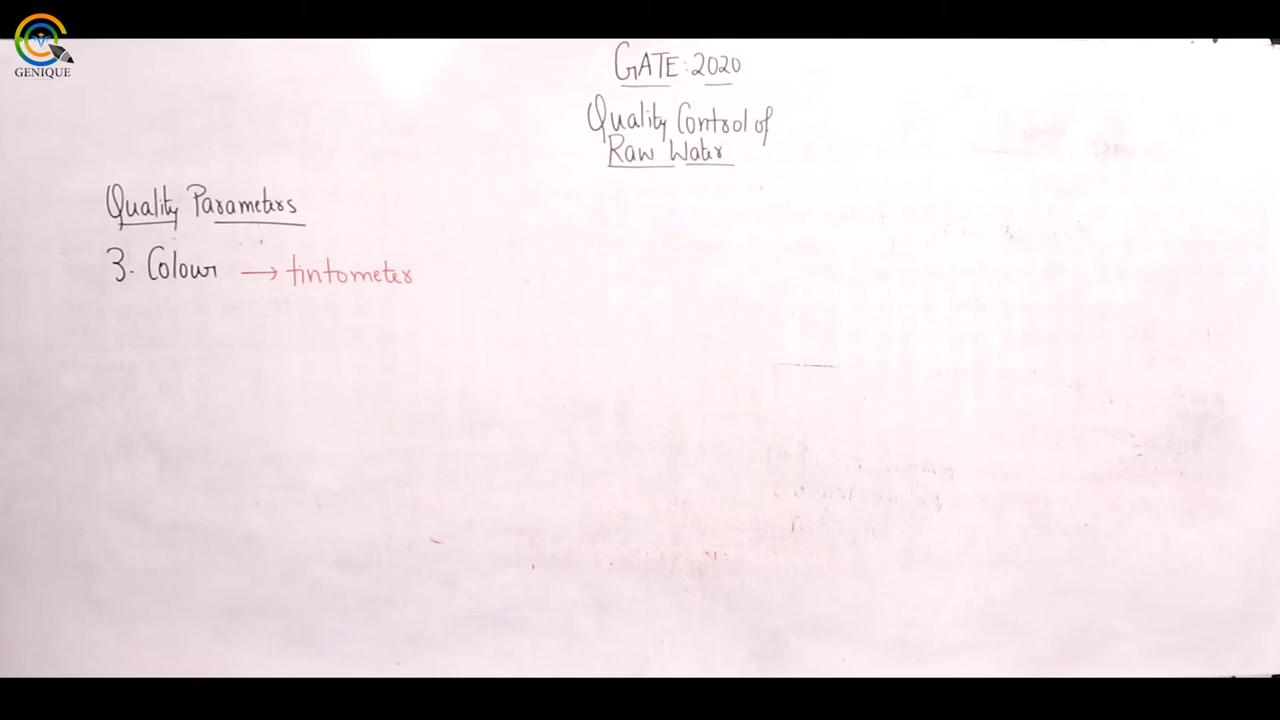 GENIQUE
GATE: 2020
Quality Control of
Raw Water
Quality Parameters
3. Colour → tintometer